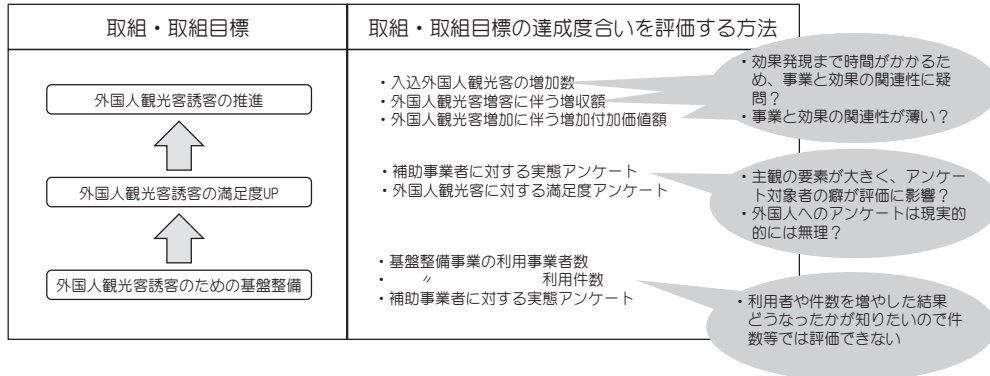 取組・取組目標
取組・取組目標の達成度合いを評価する方法
外国人観光客誘客の推進
・入込外国人観光客の増加数
・外国人観光客増客に伴う増収額
・外国人観光客増加に伴う増加付加価値額
・効果発現まで時間がかかるた
め、事業と効果の関連性に疑
問？
・事業と効果の関連性が薄い？
外国人観光客誘客の満足度UP
・補助事業者に対する実態アンケート
・外国人観光客に対する満足度アンケート
・主観の要素が大きく、アンケー
ト対象者の癖が評価に影響？
・外国人へのアンケートは現実的
的には無理？
外国人観光客誘客のための基盤整備
・基盤整備事業の利用事業者数
・　　〃　　　　　利用件数
・補助事業者に対する実態アンケート
・利用者や件数を増やした結果
どうなったかが知りたいので件
数等では評価できない